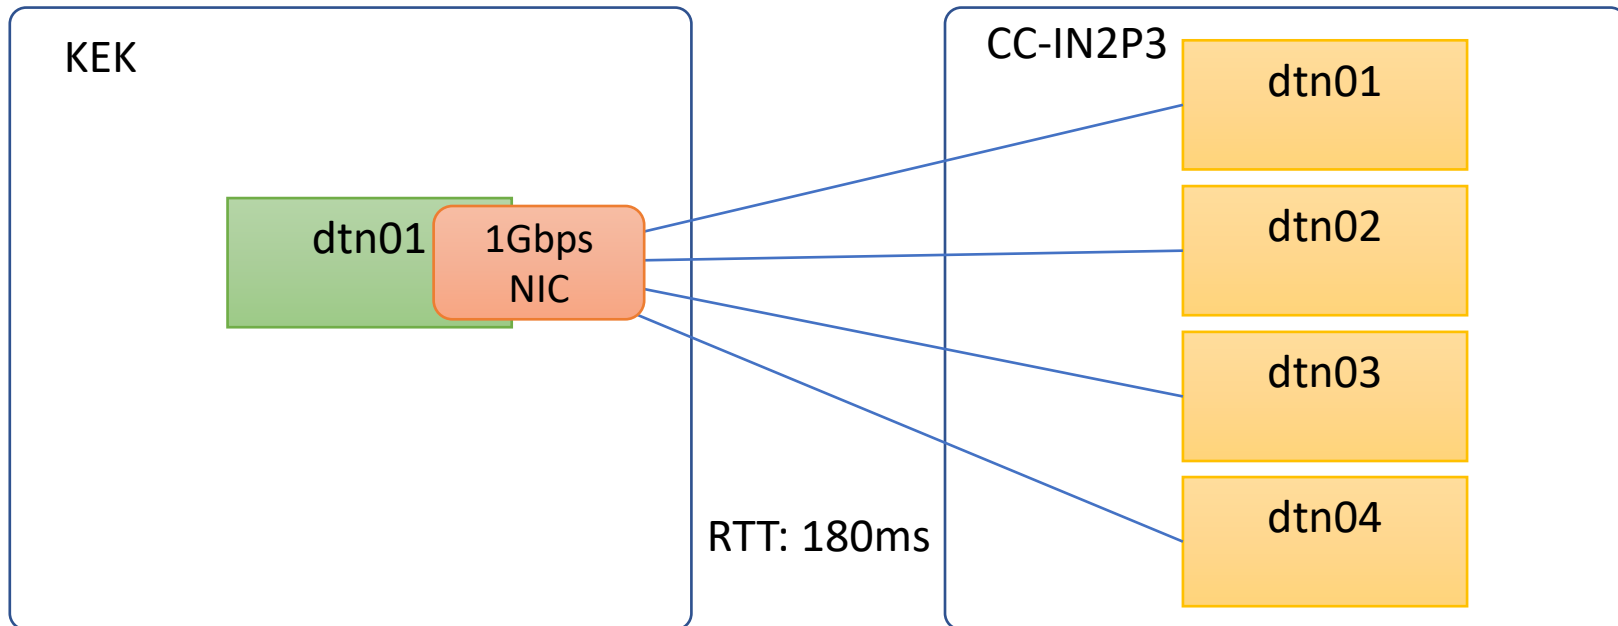 KEK
dtn01
1Gbps
NIC
RTT: 180ms
CC-IN2P3
dtn01
dtn02
dtn03
dtn04